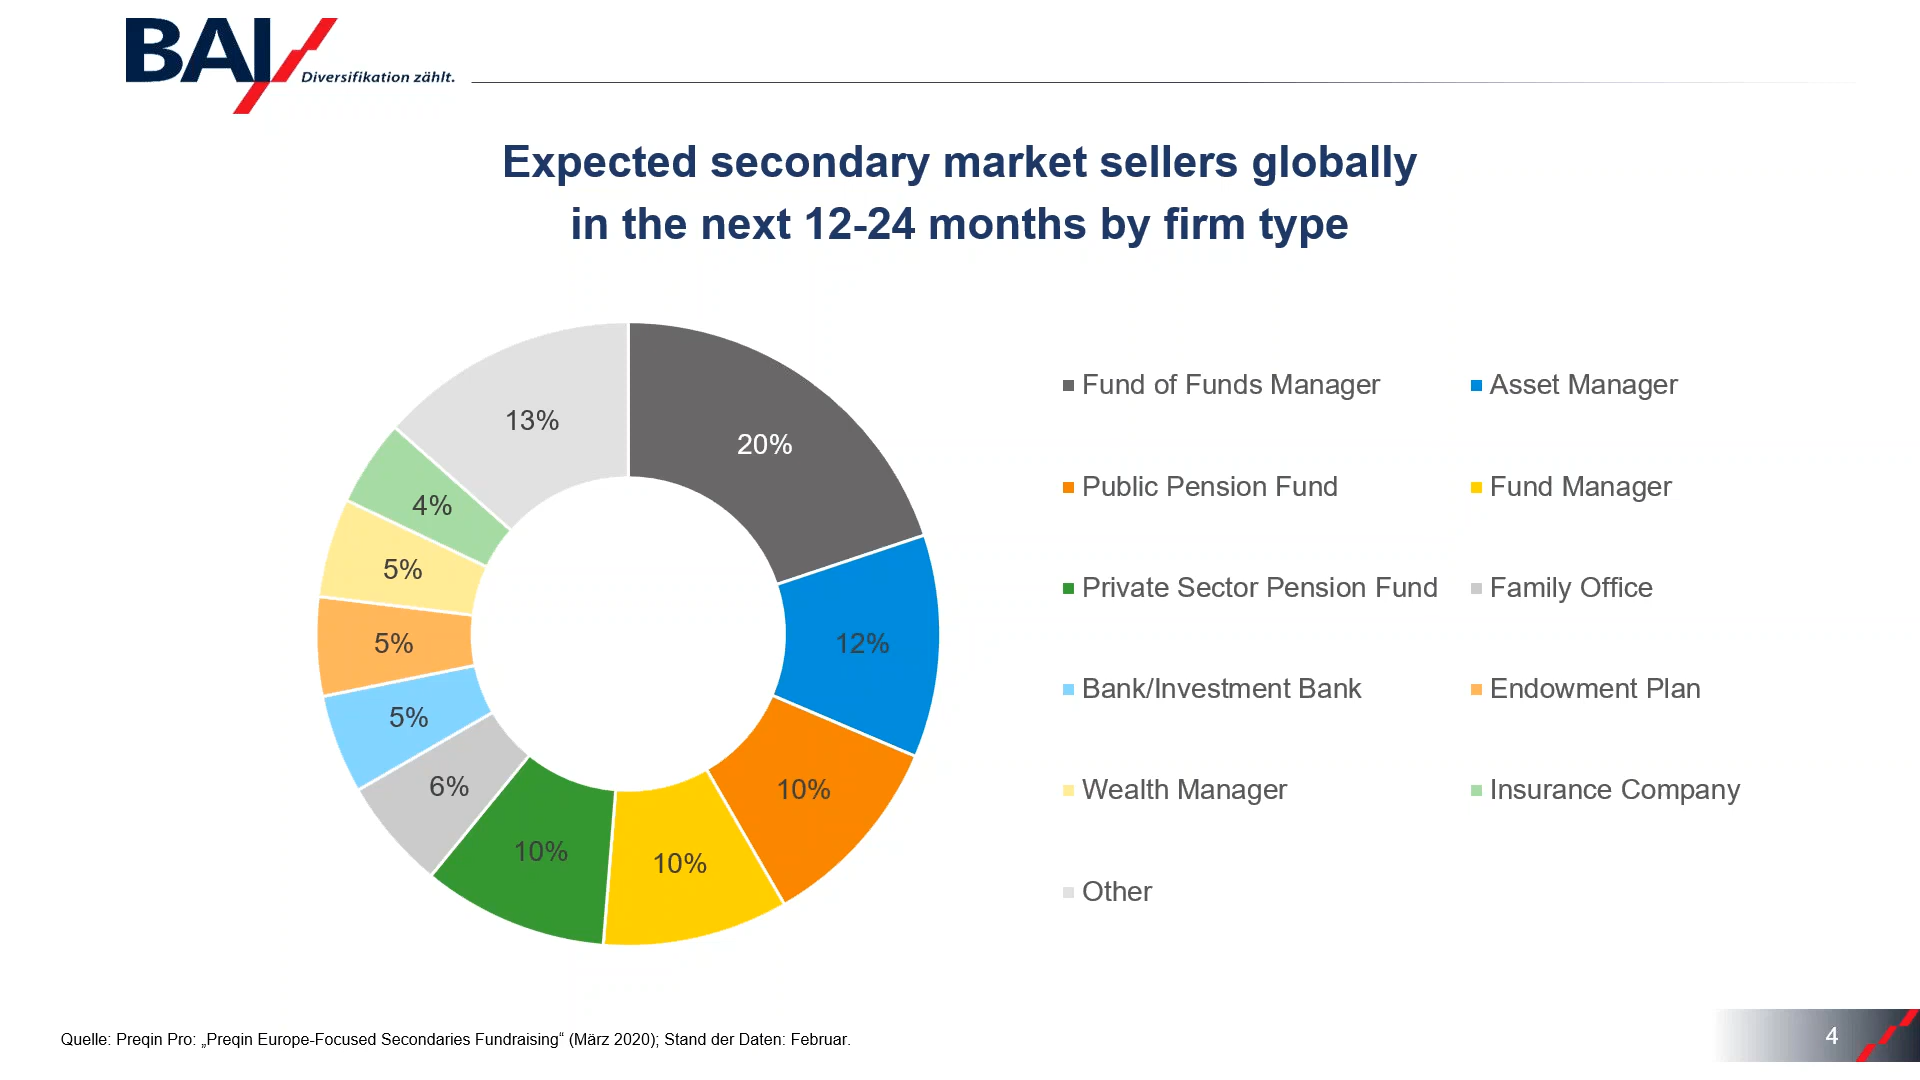 BAI
Diversifikation zählt.
Expected secondary market sellers globally
in the next 12-24 months by firm type
20%
12%
10%
10%
10%
6%
5%
5%
5%
4%
13%
Fund of Funds Manager
Asset Manager
Public Pension Fund
Fund Manager
Private Sector Pension Fund
Family Office
Bank/Investment Bank
Endowment Plan
Wealth Manager
Insurance Company
Other
Quelle: Preqin Pro: „Preqin Europe-Focused Secondaries Fundraising“ (März 2020); Stand der Daten: Februar.
4